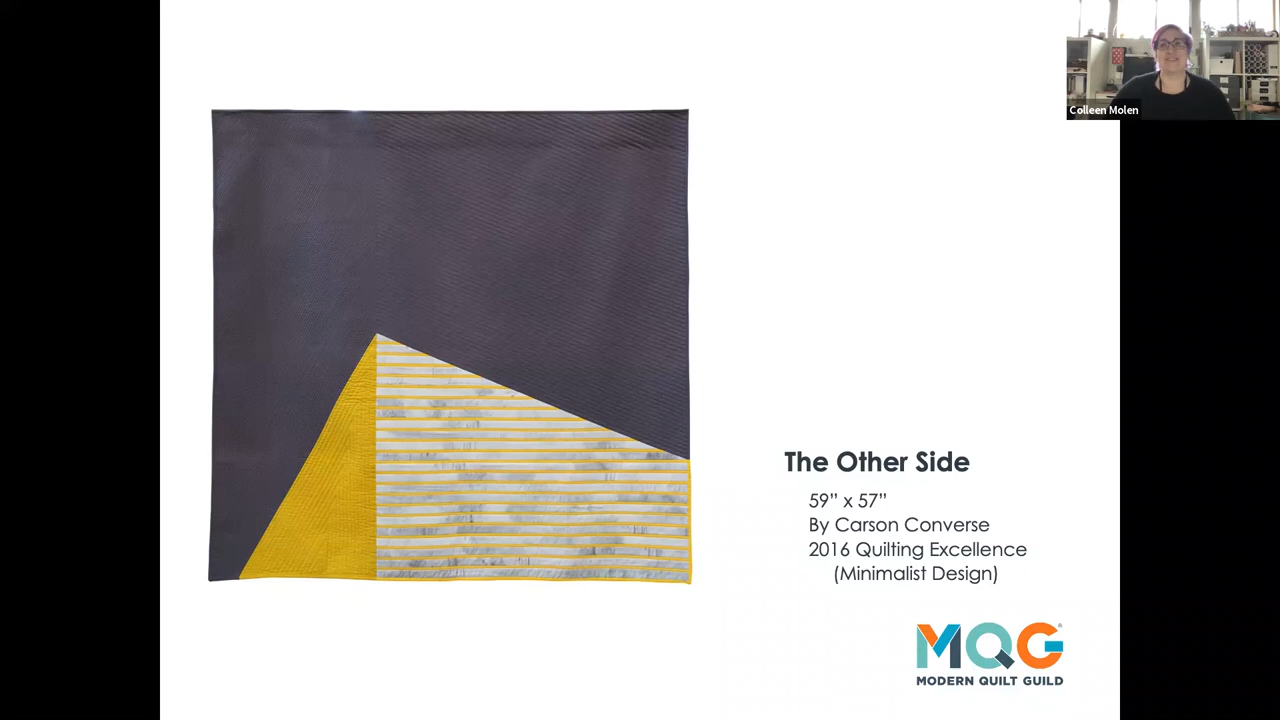 Colleen Molen
The Other Side
59” x 57”
By Carson Converse
2016 Quilting Excellence
(Minimalist Design)
MQG®
MODERN QUILT GUILD